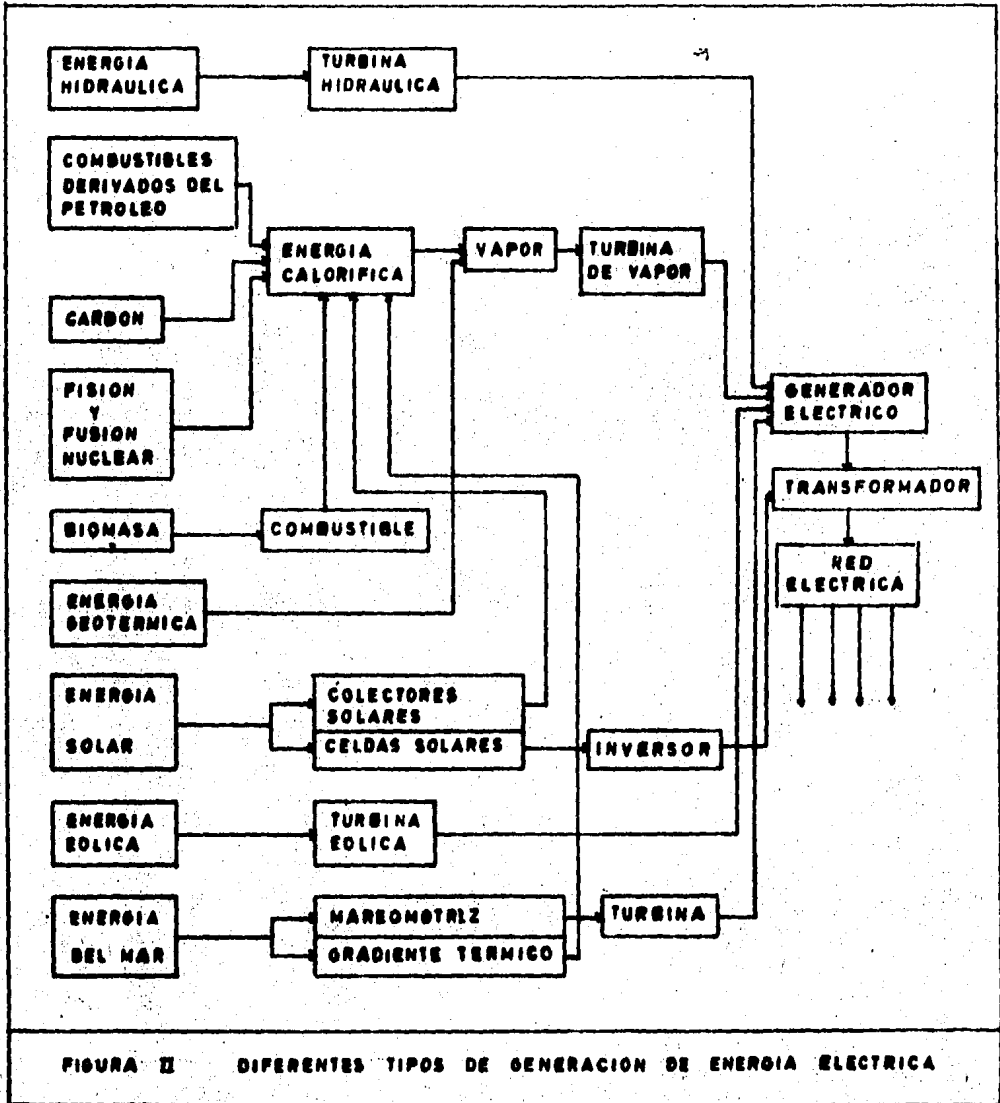 ENERGIA
HIDRAULICA
TURBINA
HIDRAULICA
COMBUSTIBLES
DERIVADOS DEL
PETROLEO
ENERGIA
CALORIFICA
VAPOR
TURBINA
DE VAPOR
CARBON
FISION
Y
FUSION
NUCLEAR
GENERADOR
ELECTRICO
TRANSFORMADOR
BIOMASA
COMBUSTIBLE
RED
ELECTRICA
ENERGIA
GEOTERMICA
ENERGIA
SOLAR
COLECTORES
SOLARES
CELDAS SOLARES
INVERSOR
ENERGIA
EOLICA
TURBINA
EOLICA
ENERGIA
DEL MAR
MAREOMOTRIZ
GRADIENTE TERMICO
TURBINA
FIGURA II DIFERENTES TIPOS DE GENERACION DE ENERGIA ELECTRICA